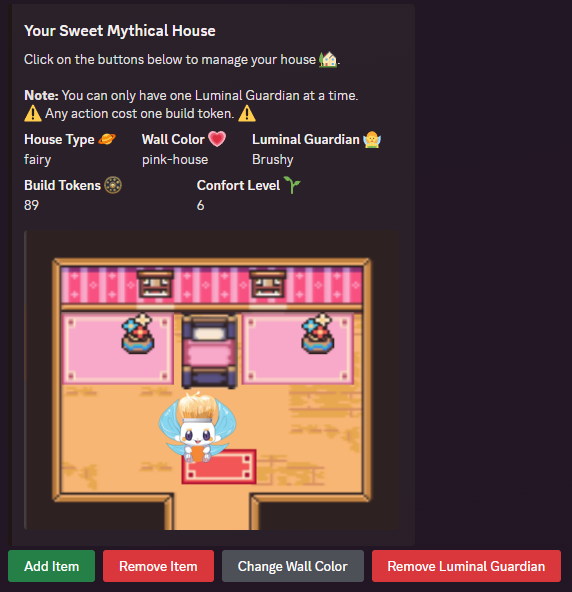 Your Sweet Mythical House
Click on the buttons below to manage your house 🏡.
Note: You can only have one Luminal Guardian at a time.
⚠️ Any action cost one build token. ⚠️
House Type 🪐 Wall Color ❤️ Luminal Guardian 🧚
fairy pink-house Brushy
Build Tokens Confort Level 🌱
89 6
Add Item Remove Item Change Wall Color Remove Luminal Guardian